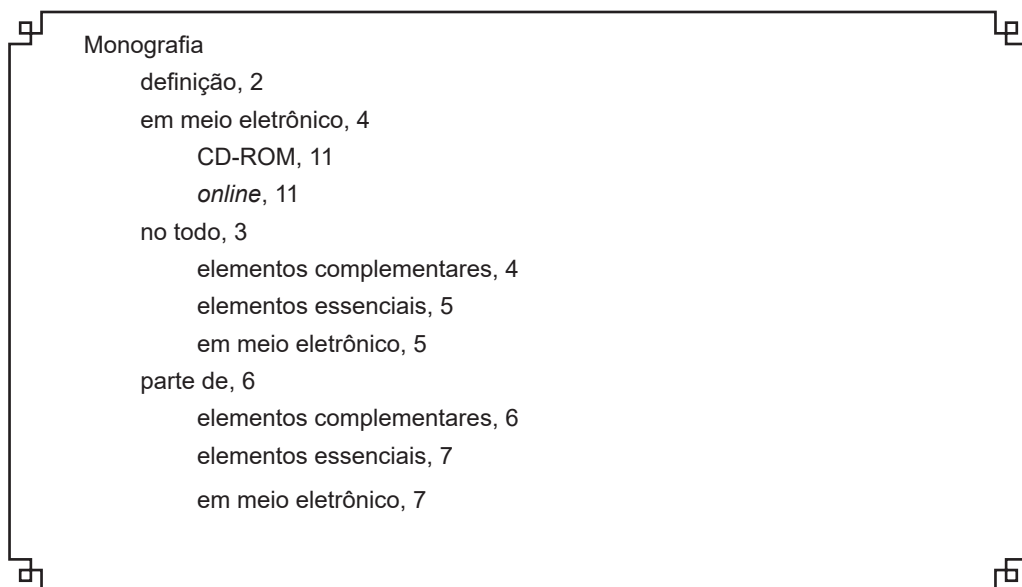 Monografia
definição, 2
em meio eletrônico, 4
CD-ROM, 11
online, 11
no todo, 3
elementos complementares, 4
elementos essenciais, 5
em meio eletrônico, 5
parte de, 6
elementos complementares, 6
elementos essenciais, 7
em meio eletrônico, 7